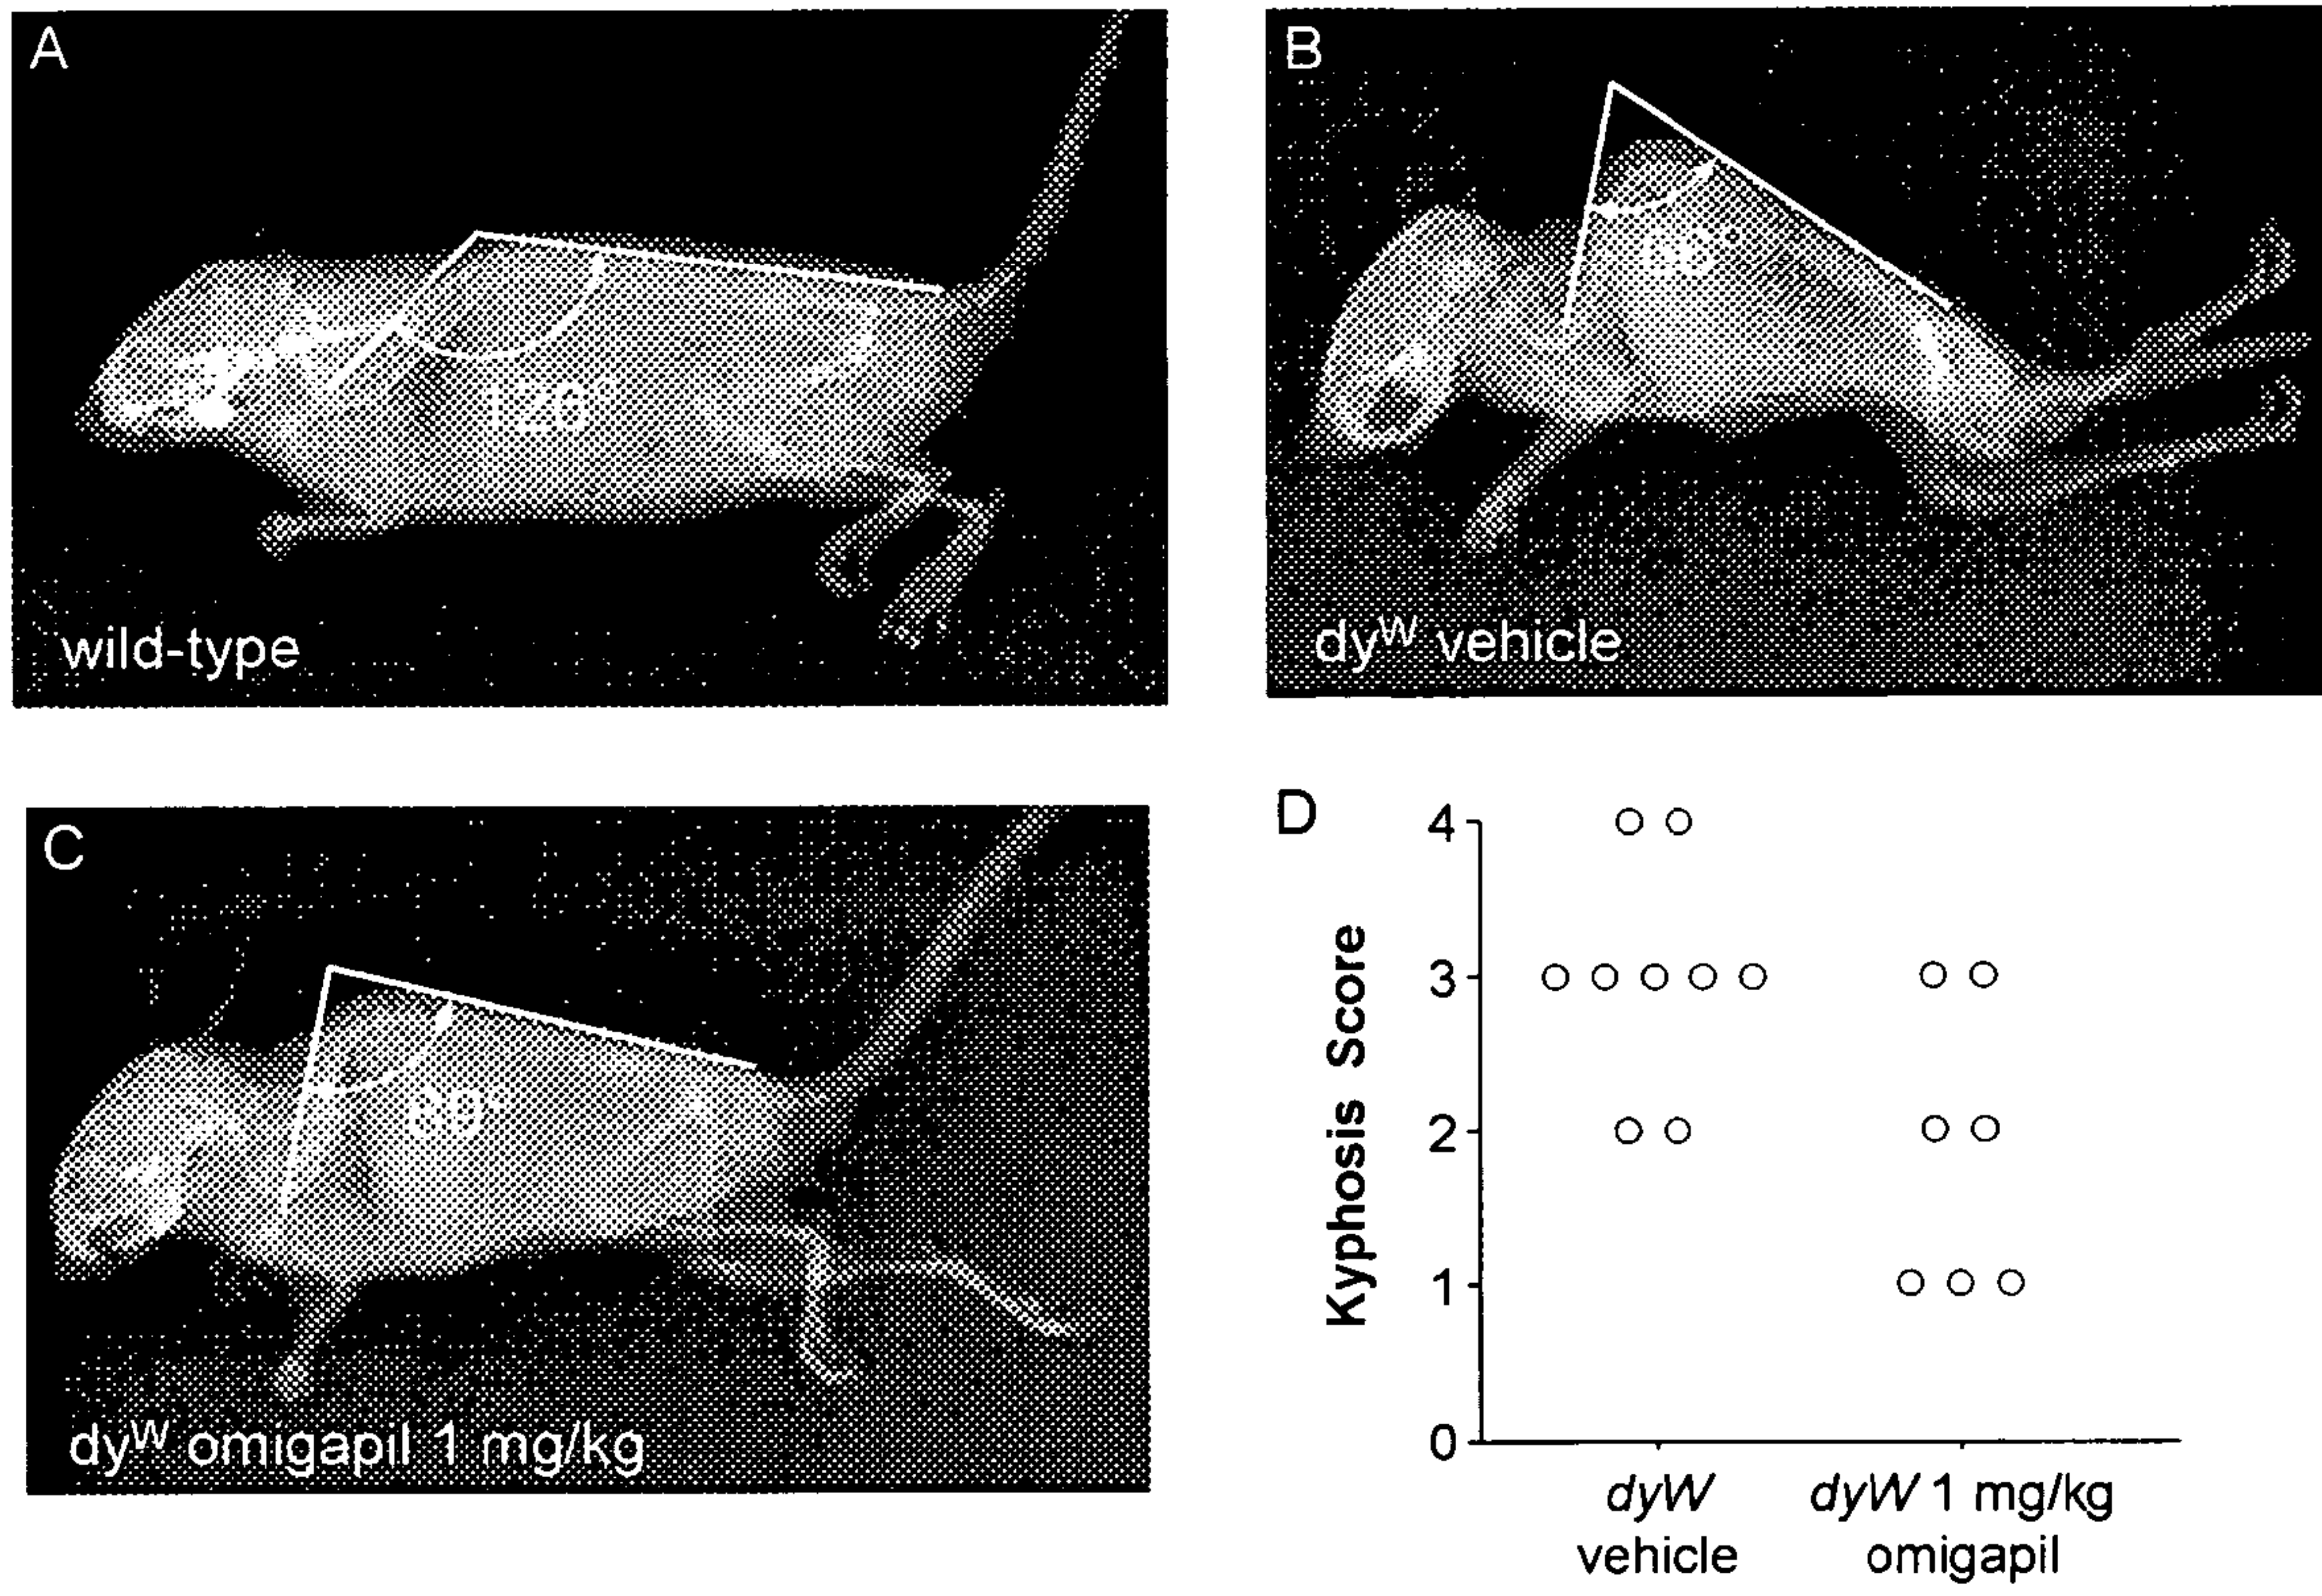 A
wild-type
B
dyW vehicle
C
dyW omigapil 1 mg/kg
D
Kyphosis Score
4
3
2
1
0
dyW
vehicle
dyW 1 mg/kg
omigapil